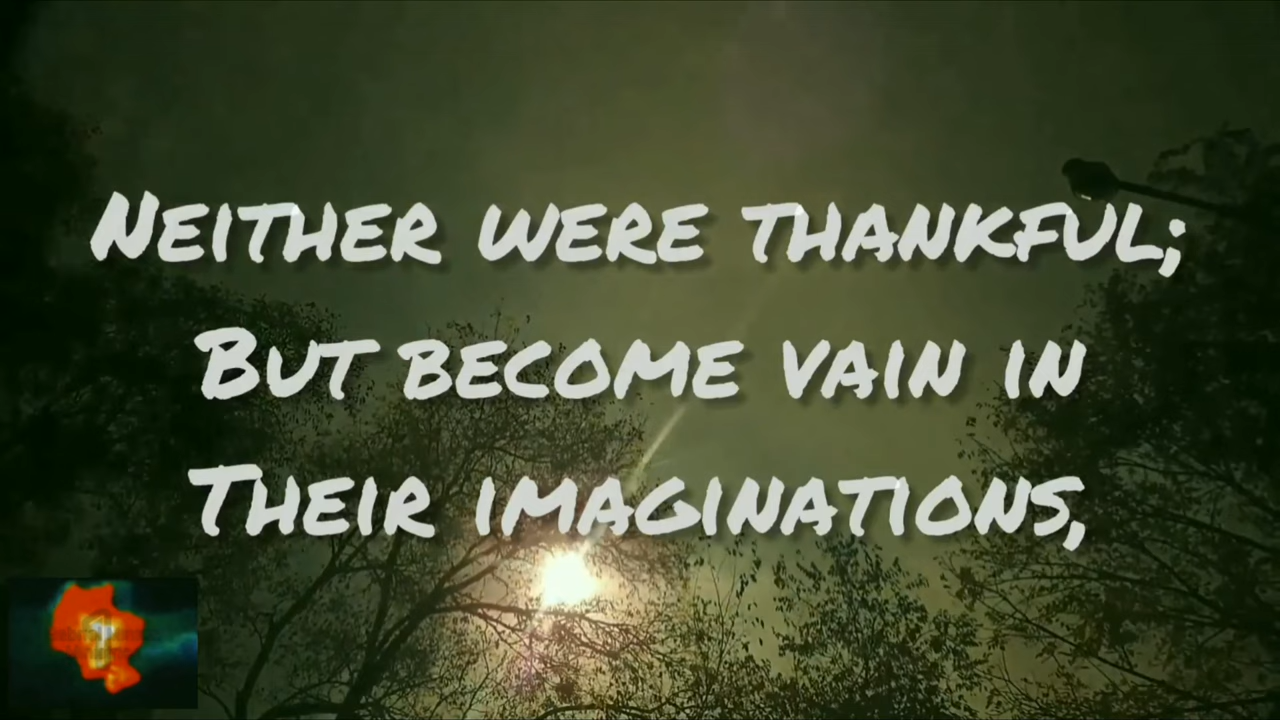 Neither were thankful;
But become vain in
Their imaginations,